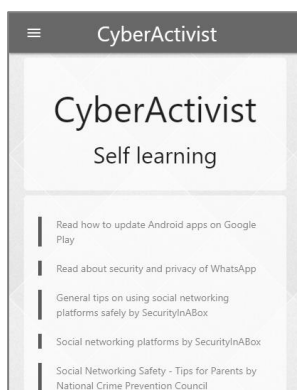 CyberActivist
CyberActivist
Self learning
Read how to update Android apps on Google
Play
Read about security and privacy of WhatsApp
General tips on using social networking
platforms safely by SecurityInABox
Social networking platforms by SecurityInABox
Social Networking Safety - Tips for Parents by
National Crime Prevention Council